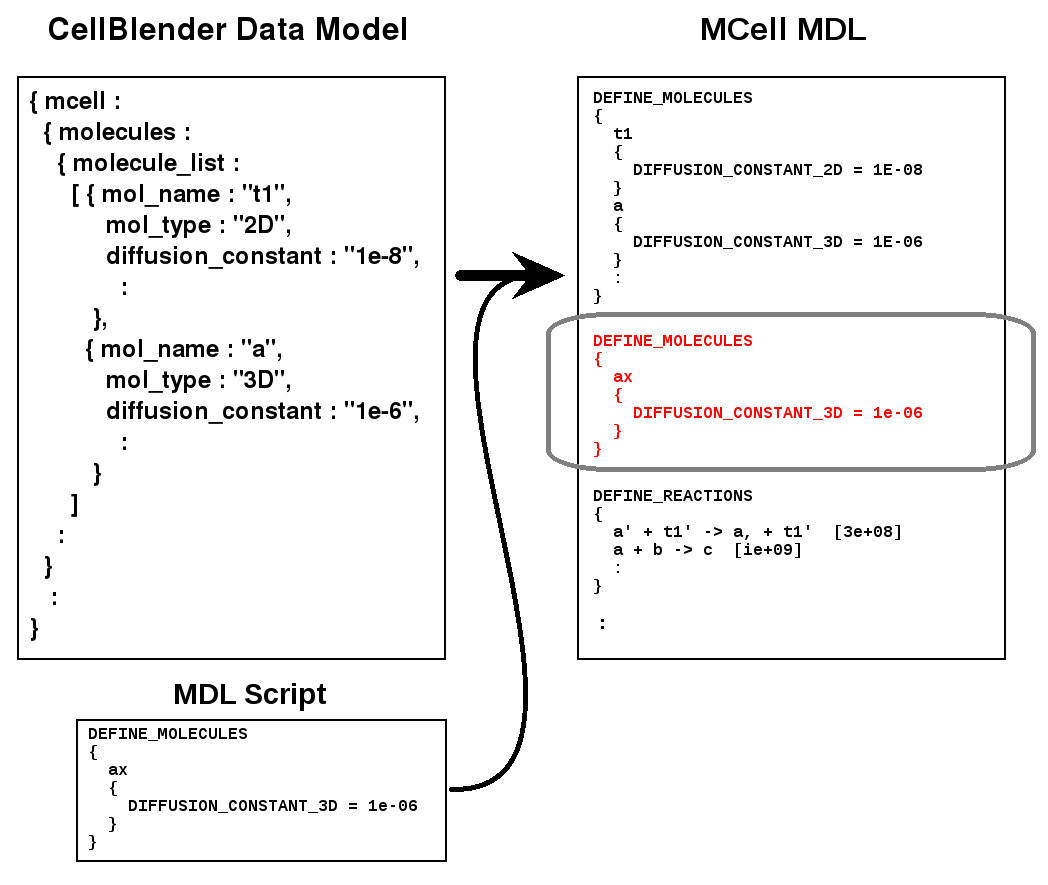 CellBlender Data Model
{ mcell :
{ molecules :
{ molecule_list :
[ { mol_name : "t1",
mol_type : "2D",
diffusion_constant : "1e-8",
:
},
{ mol_name : "a",
mol_type : "3D",
diffusion_constant : "1e-6",
:
}
]
:
}
:
}
MCell MDL
DEFINE_MOLECULES
{
t1
{
DIFFUSION_CONSTANT_2D = 1E-08
}
a
{
DIFFUSION_CONSTANT_3D = 1E-06
}
:
}
DEFINE_MOLECULES
{
ax
{
DIFFUSION_CONSTANT_3D = 1e-06
}
}
DEFINE_REACTIONS
{
a' + t1' -> a, + t1' [3e+08]
a + b -> c [ie+09]
:
}
:
MDL Script
DEFINE_MOLECULES
{
ax
{
DIFFUSION_CONSTANT_3D = 1e-06
}
}